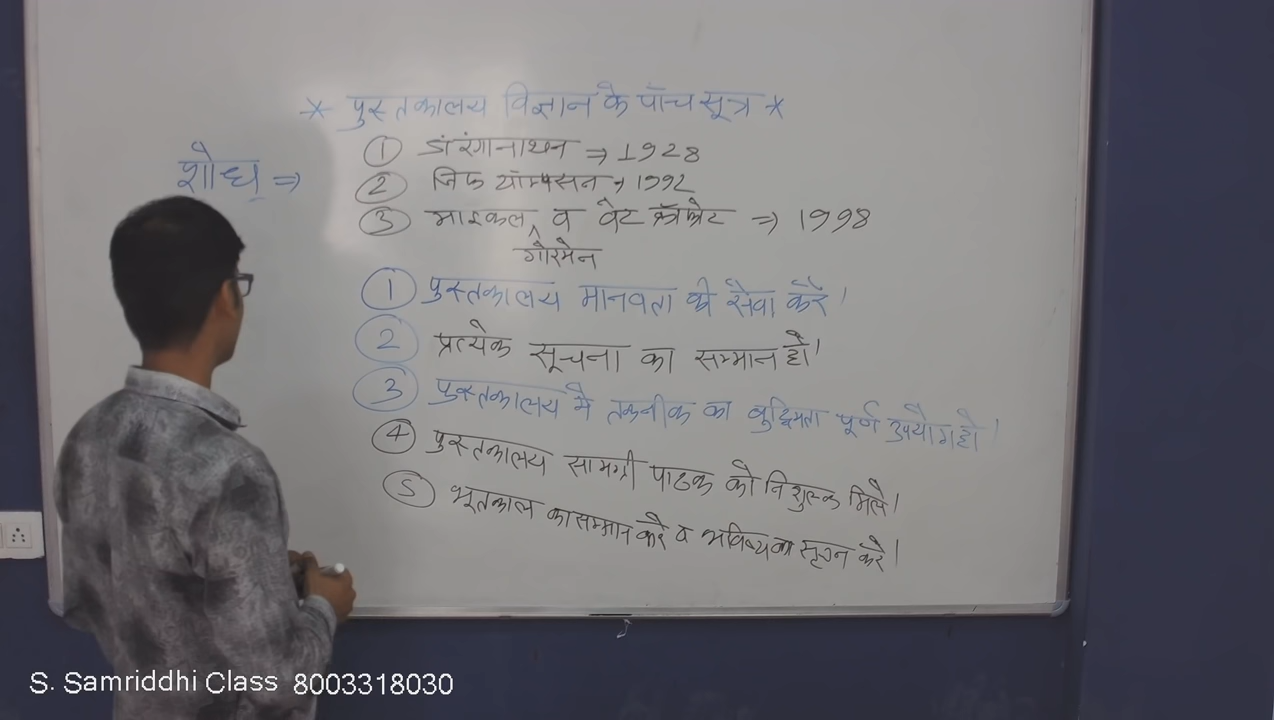 * पुस्तकालय विज्ञान के पाँच सूत्र *
शोध ⇒
① डॉ रंगानाथन ⇒ 1928
② जिफ थॉम्पसन → 1992
③ माइकल ^ व वेट क्रॉफेट ⇒ 1998
गोरमेन
① पुस्तकालय मानवता की सेवा करें।
② प्रत्येक सूचना का सम्मान हो।
③ पुस्तकालय में तकनीक का बुद्धिमता पूर्ण उपयोग हो।
④ पुस्तकालय सामग्री पाठक को निशुल्क मिले।
⑤ भूतकाल का सम्मान करे व भविष्य का सृजन करे।
S. Samriddhi Class 8003318030